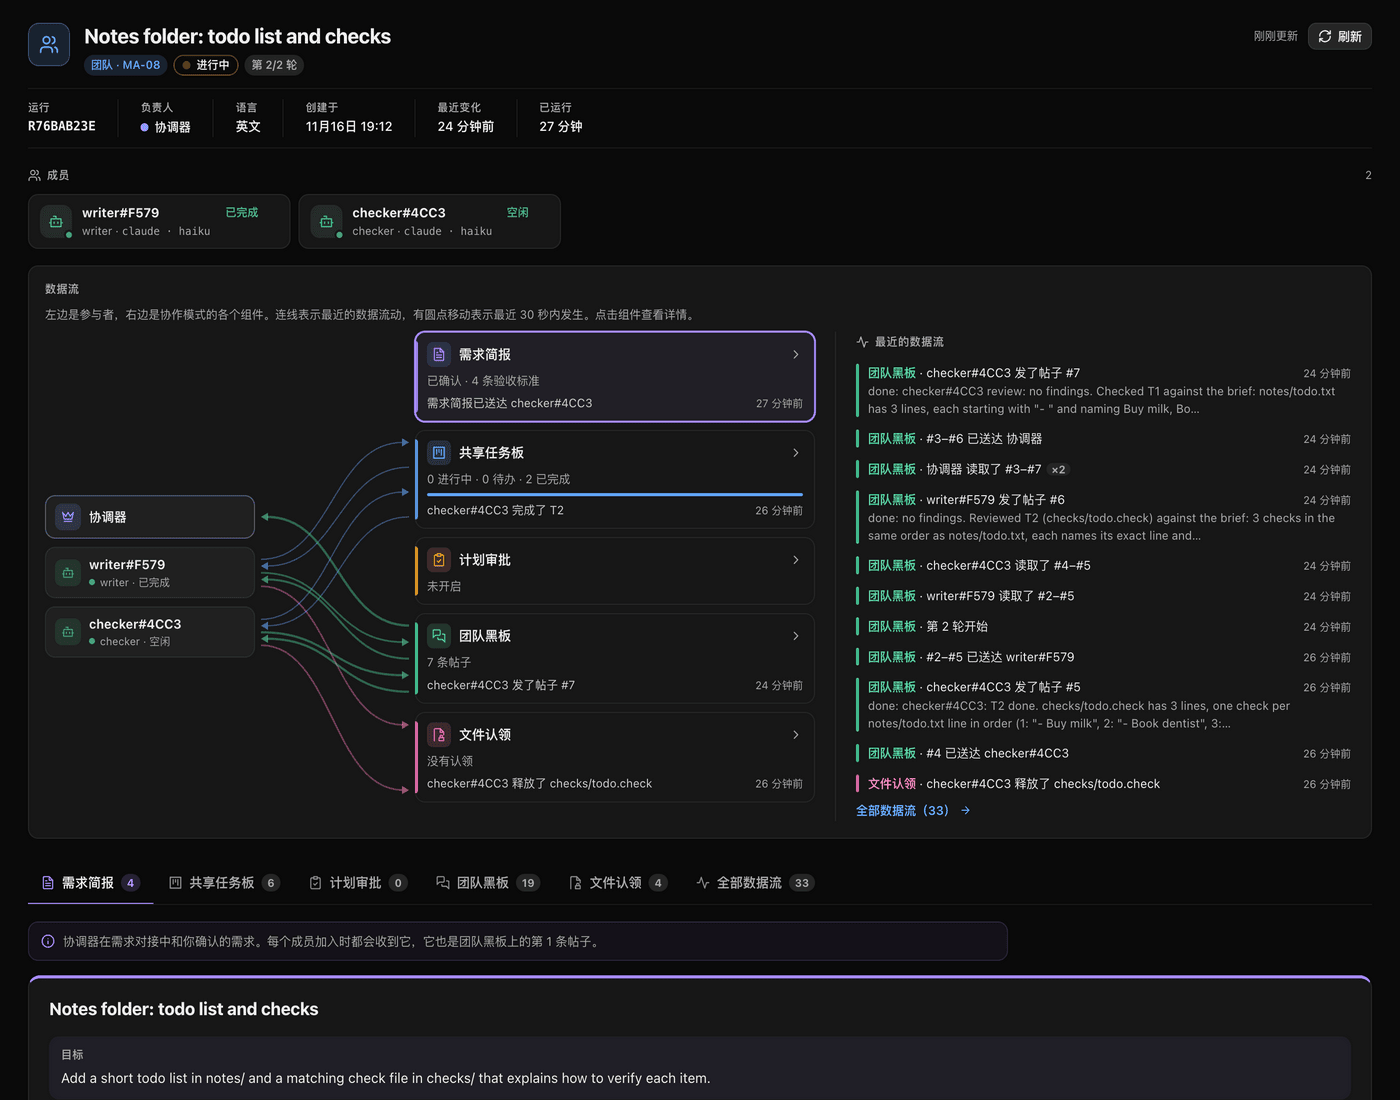 Notes folder: todo list and checks
团队 · MA-08
进行中
第 2/2 轮
刚刚更新
刷新
运行
R76BAB23E
负责人
协调器
语言
英文
创建于
11月16日 19:12
最近变化
24 分钟前
已运行
27 分钟
成员
2
writer#F579
已完成
writer · claude · haiku
checker#4CC3
空闲
checker · claude · haiku
数据流
左边是参与者，右边是协作模式的各个组件。连线表示最近的数据流动，有圆点移动表示最近 30 秒内发生。点击组件查看详情。
协调器
writer#F579
writer · 已完成
checker#4CC3
checker · 空闲
需求简报
已确认 · 4 条验收标准
需求简报已送达 checker#4CC3
27 分钟前
共享任务板
0 进行中 · 0 待办 · 2 已完成
checker#4CC3 完成了 T2
26 分钟前
计划审批
未开启
团队黑板
7 条帖子
checker#4CC3 发了帖子 #7
24 分钟前
文件认领
没有认领
checker#4CC3 释放了 checks/todo.check
26 分钟前
最近的数据流
团队黑板 · checker#4CC3 发了帖子 #7
24 分钟前
done: checker#4CC3 review: no findings. Checked T1 against the brief: notes/todo.txt
has 3 lines, each starting with "- " and naming Buy milk, Bo...
团队黑板 · #3–#6 已送达 协调器
24 分钟前
团队黑板 · 协调器 读取了 #3–#7 ×2
24 分钟前
团队黑板 · writer#F579 发了帖子 #6
24 分钟前
done: no findings. Reviewed T2 (checks/todo.check) against the brief: 3 checks in the
same order as notes/todo.txt, each names its exact line and...
团队黑板 · checker#4CC3 读取了 #4–#5
24 分钟前
团队黑板 · writer#F579 读取了 #2–#5
24 分钟前
团队黑板 · 第 2 轮开始
24 分钟前
团队黑板 · #2–#5 已送达 writer#F579
26 分钟前
团队黑板 · checker#4CC3 发了帖子 #5
26 分钟前
done: checker#4CC3: T2 done. checks/todo.check has 3 lines, one check per
notes/todo.txt line in order (1: "- Buy milk", 2: "- Book dentist", 3:...
团队黑板 · #4 已送达 checker#4CC3
26 分钟前
文件认领 · checker#4CC3 释放了 checks/todo.check
26 分钟前
全部数据流（33）
需求简报 4
共享任务板 6
计划审批 0
团队黑板 19
文件认领 4
全部数据流 33
协调器在需求对接中和你确认的需求。每个成员加入时都会收到它，它也是团队黑板上的第 1 条帖子。
Notes folder: todo list and checks
目标
Add a short todo list in notes/ and a matching check file in checks/ that explains how to verify each item.